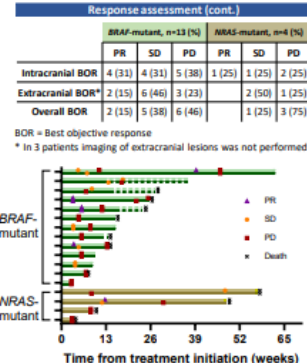 Response assessment (cont.)
BRAF-mutant, n=13 (%) NRAS-mutant, n=4 (%)
PR SD PD PR SD PD
Intracranial BOR 4 (31) 4 (31) 5 (38) 1 (25) 1 (25) 2 (25)
Extracranial BOR* 2 (15) 6 (46) 3 (23) 2 (50) 1 (25)
Overall BOR 2 (15) 5 (38) 6 (46) 1 (25) 3 (75)
BOR = Best objective response
* In 3 patients imaging of extracranial lesions was not performed
BRAF-
mutant
PR
SD
PD
Death
NRAS-
mutant
0 13 26 39 52 65
Time from treatment initiation (weeks)